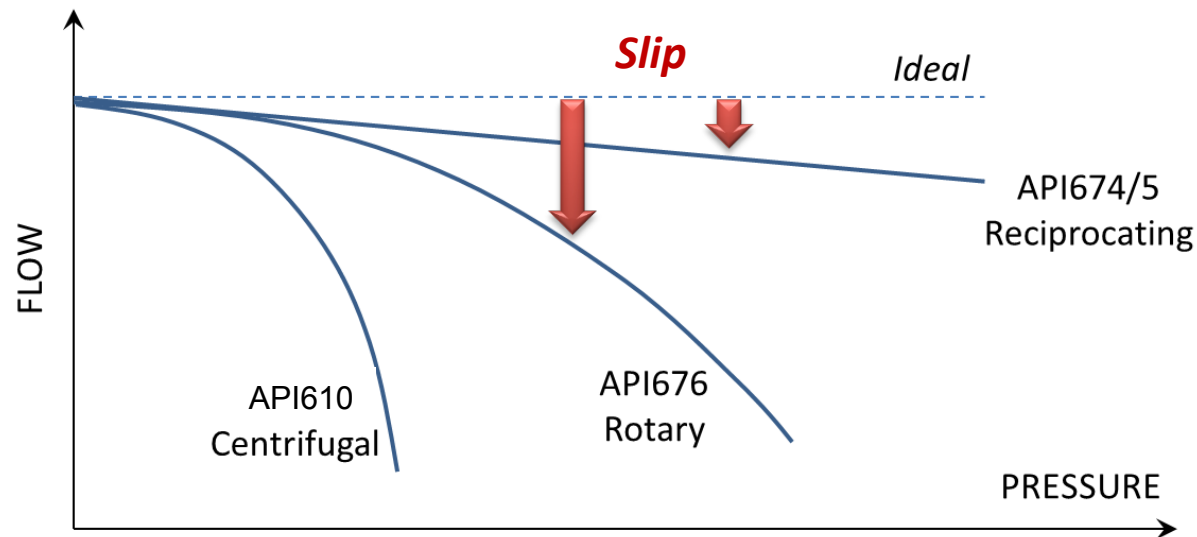 Slip
Ideal
API674/5
Reciprocating
FLOW
API676
Rotary
API610
Centrifugal
PRESSURE